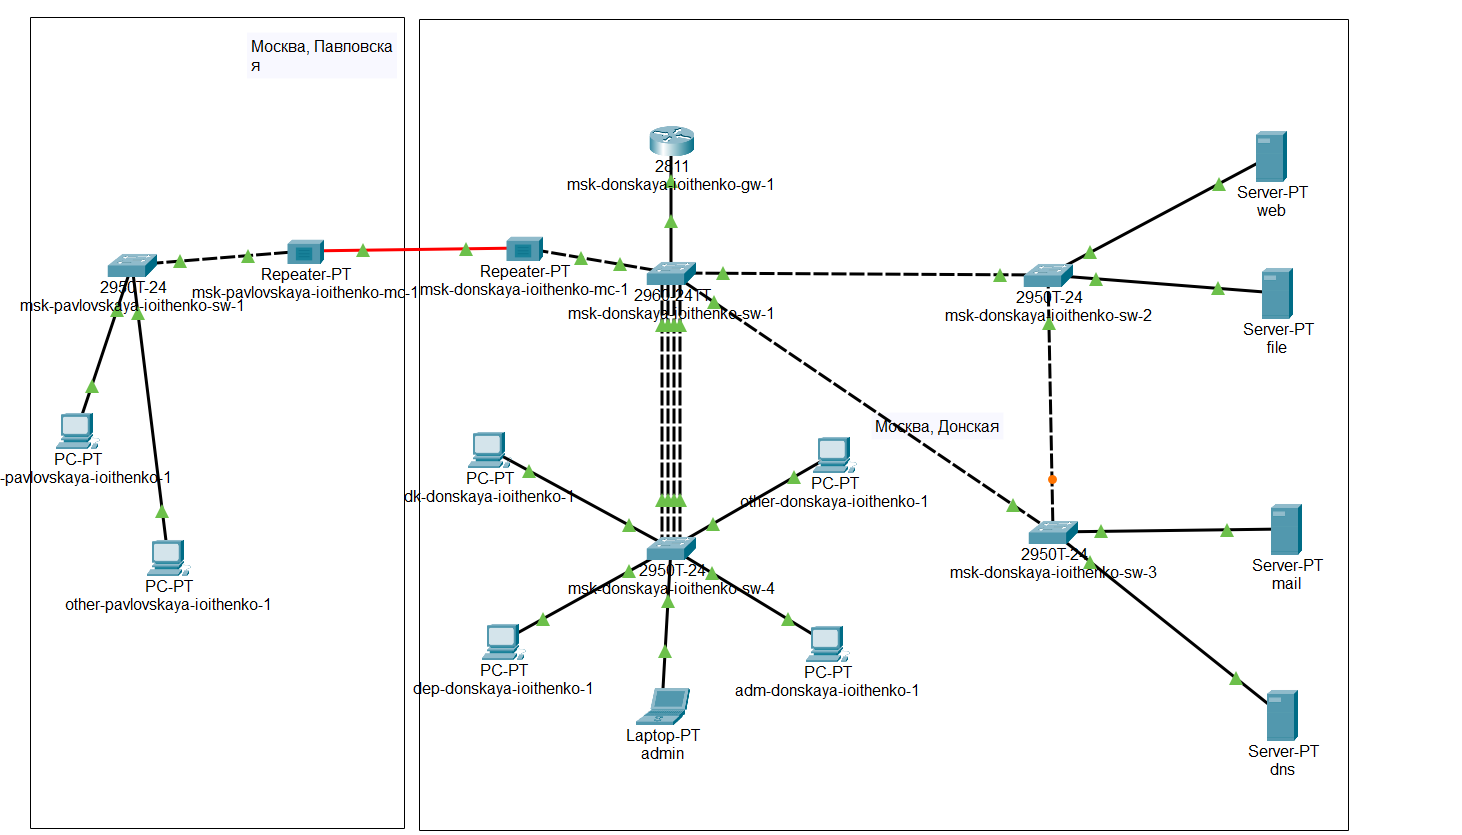 Москва, Павловска
я
2811
msk-donskaya-ioithenko-gw-1
Server-PT
web
Repeater-PT
msk-pavlovskaya-ioithenko-mc-1
Repeater-PT
msk-donskaya-ioithenko-mc-1
2950T-24
msk-pavlovskaya-ioithenko-sw-1
2960-24TT
msk-donskaya-ioithenko-sw-1
2950T-24
msk-donskaya-ioithenko-sw-2
Server-PT
file
Москва, Донская
PC-PT
-pavlovskaya-ioithenko-1
PC-PT
dk-donskaya-ioithenko-1
PC-PT
other-donskaya-ioithenko-1
PC-PT
other-pavlovskaya-ioithenko-1
2950T-24
msk-donskaya-ioithenko-sw-4
2950T-24
msk-donskaya-ioithenko-sw-3
Server-PT
mail
PC-PT
dep-donskaya-ioithenko-1
PC-PT
adm-donskaya-ioithenko-1
Laptop-PT
admin
Server-PT
dns